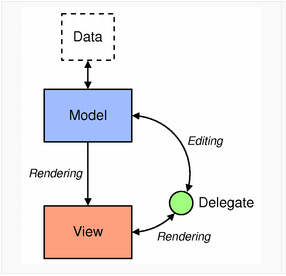 Data
Model
Editing
Rendering
Delegate
View
Rendering